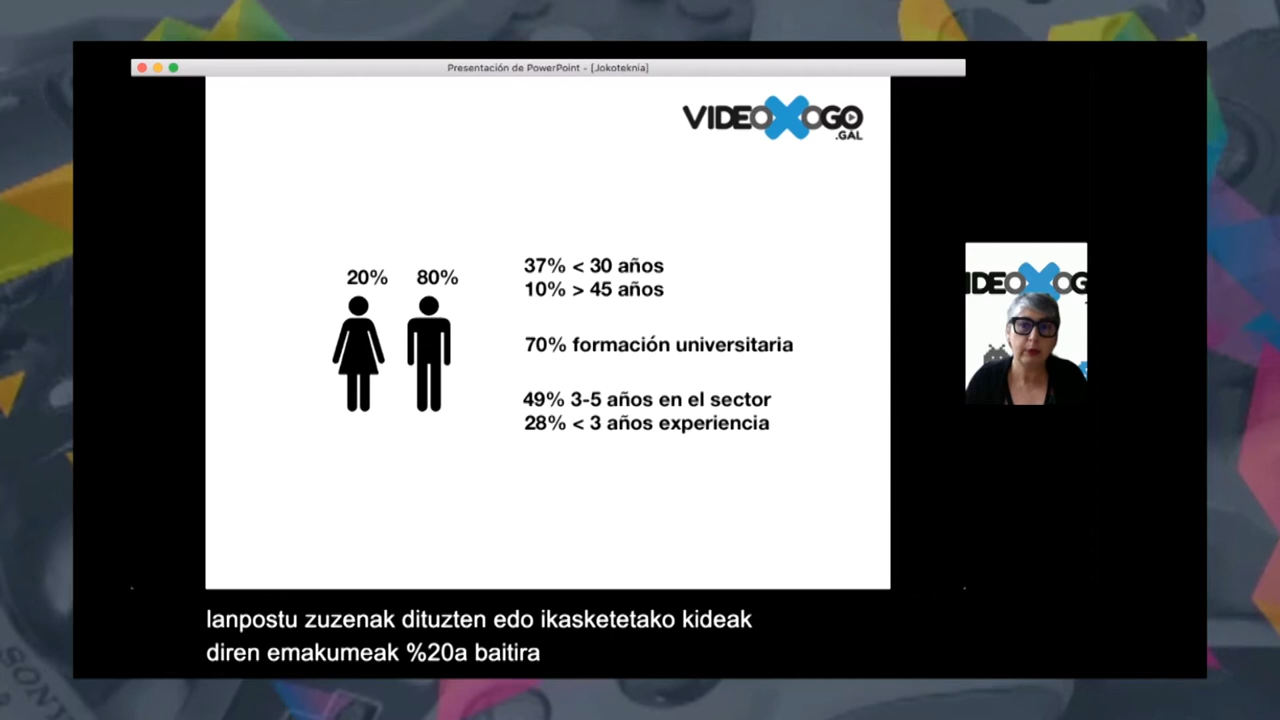 Presentación de PowerPoint - [Jokoteknia]
VIDEOXOGO
.GAL
20% 80%
37% < 30 años
10% > 45 años
70% formación universitaria
49% 3-5 años en el sector
28% < 3 años experiencia
IDEOXOG
lanpostu zuzenak dituzten edo ikasketetako kideak
diren emakumeak %20a baitira
SONY